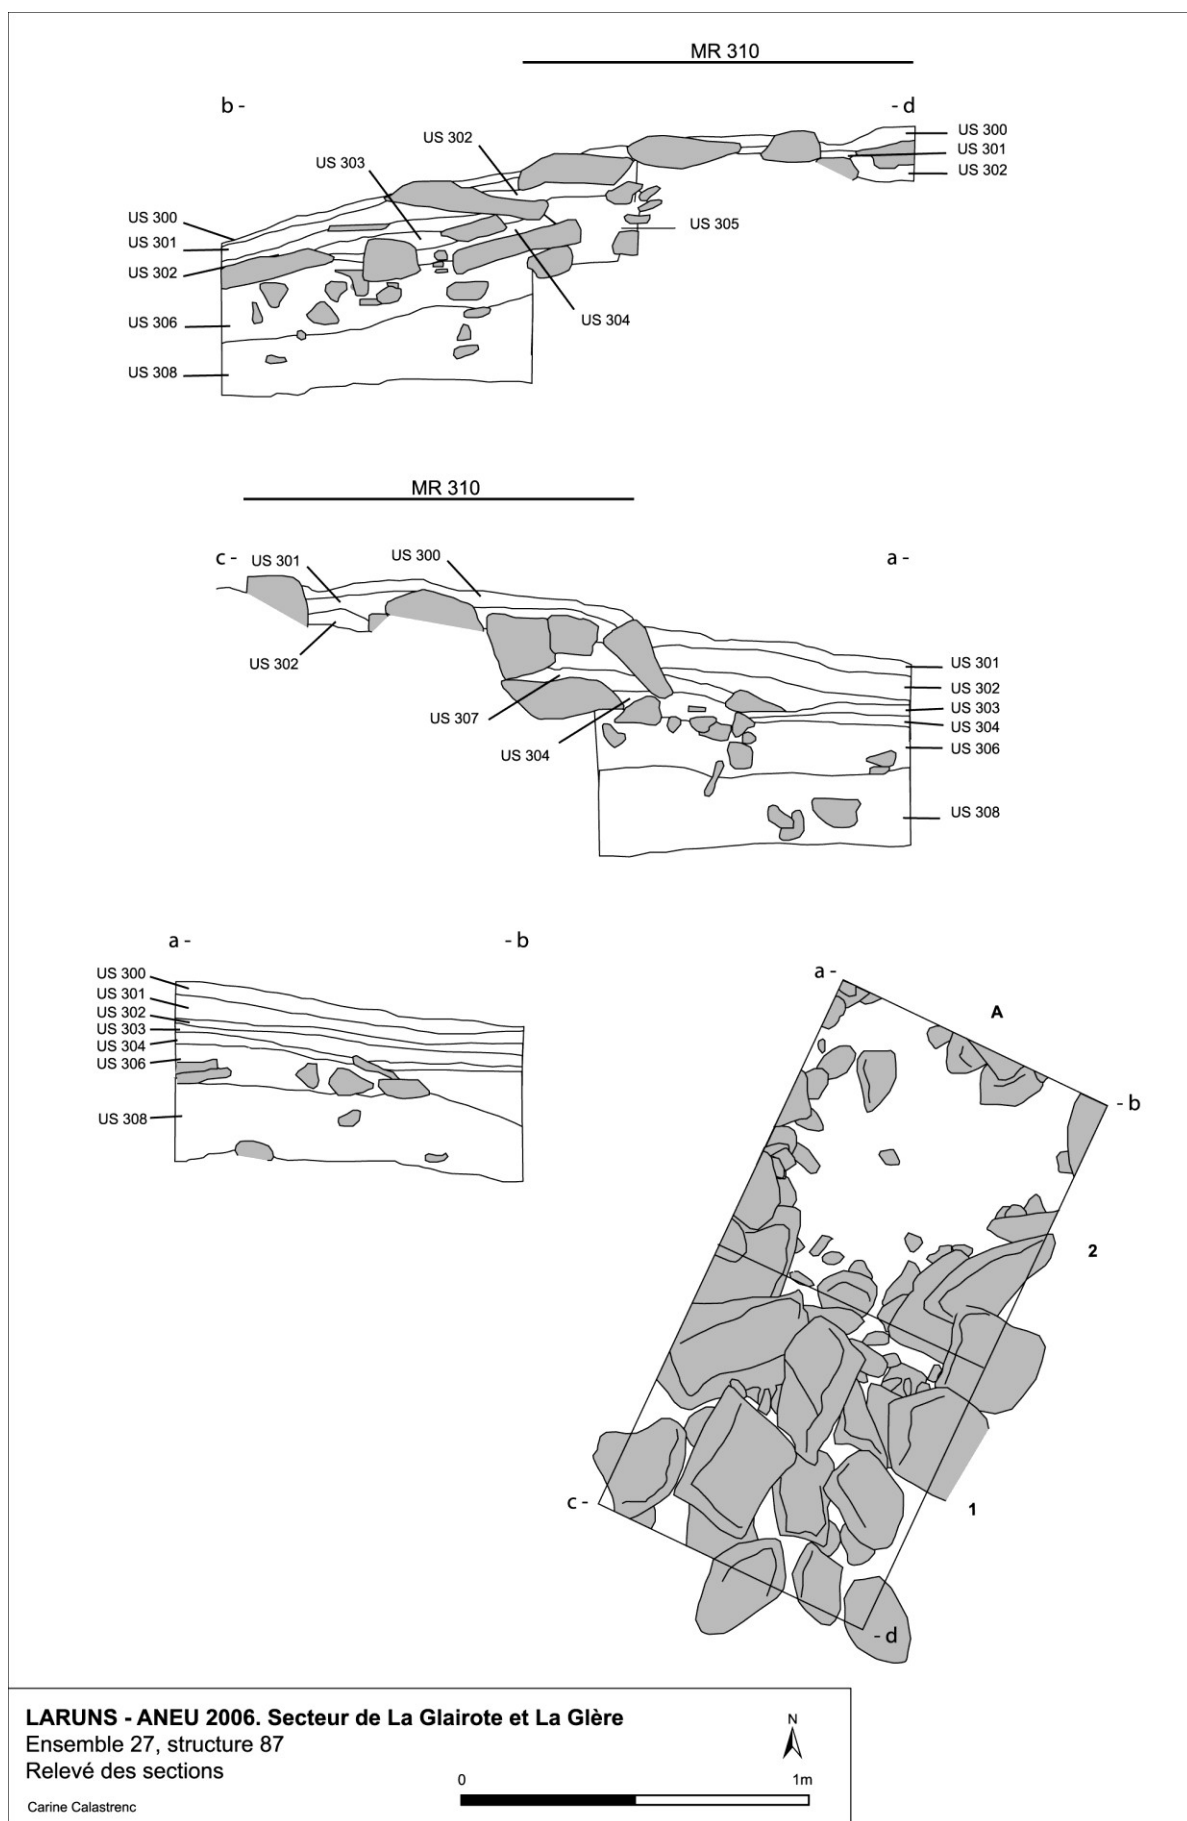 MR 310
b -
- d
US 302
US 303
US 300
US 301
US 302
US 300
US 301
US 302
US 305
US 304
US 306
US 308
MR 310
c -
US 301
US 300
a -
US 302
US 307
US 304
US 301
US 302
US 303
US 304
US 306
US 308
a -
- b
US 300
US 301
US 302
US 303
US 304
US 306
US 308
a -
A
- b
2
c -
1
- d
LARUNS - ANEU 2006. Secteur de La Glairote et La Glère
Ensemble 27, structure 87
Relevé des sections
Carine Calastrenc
N
0 1m